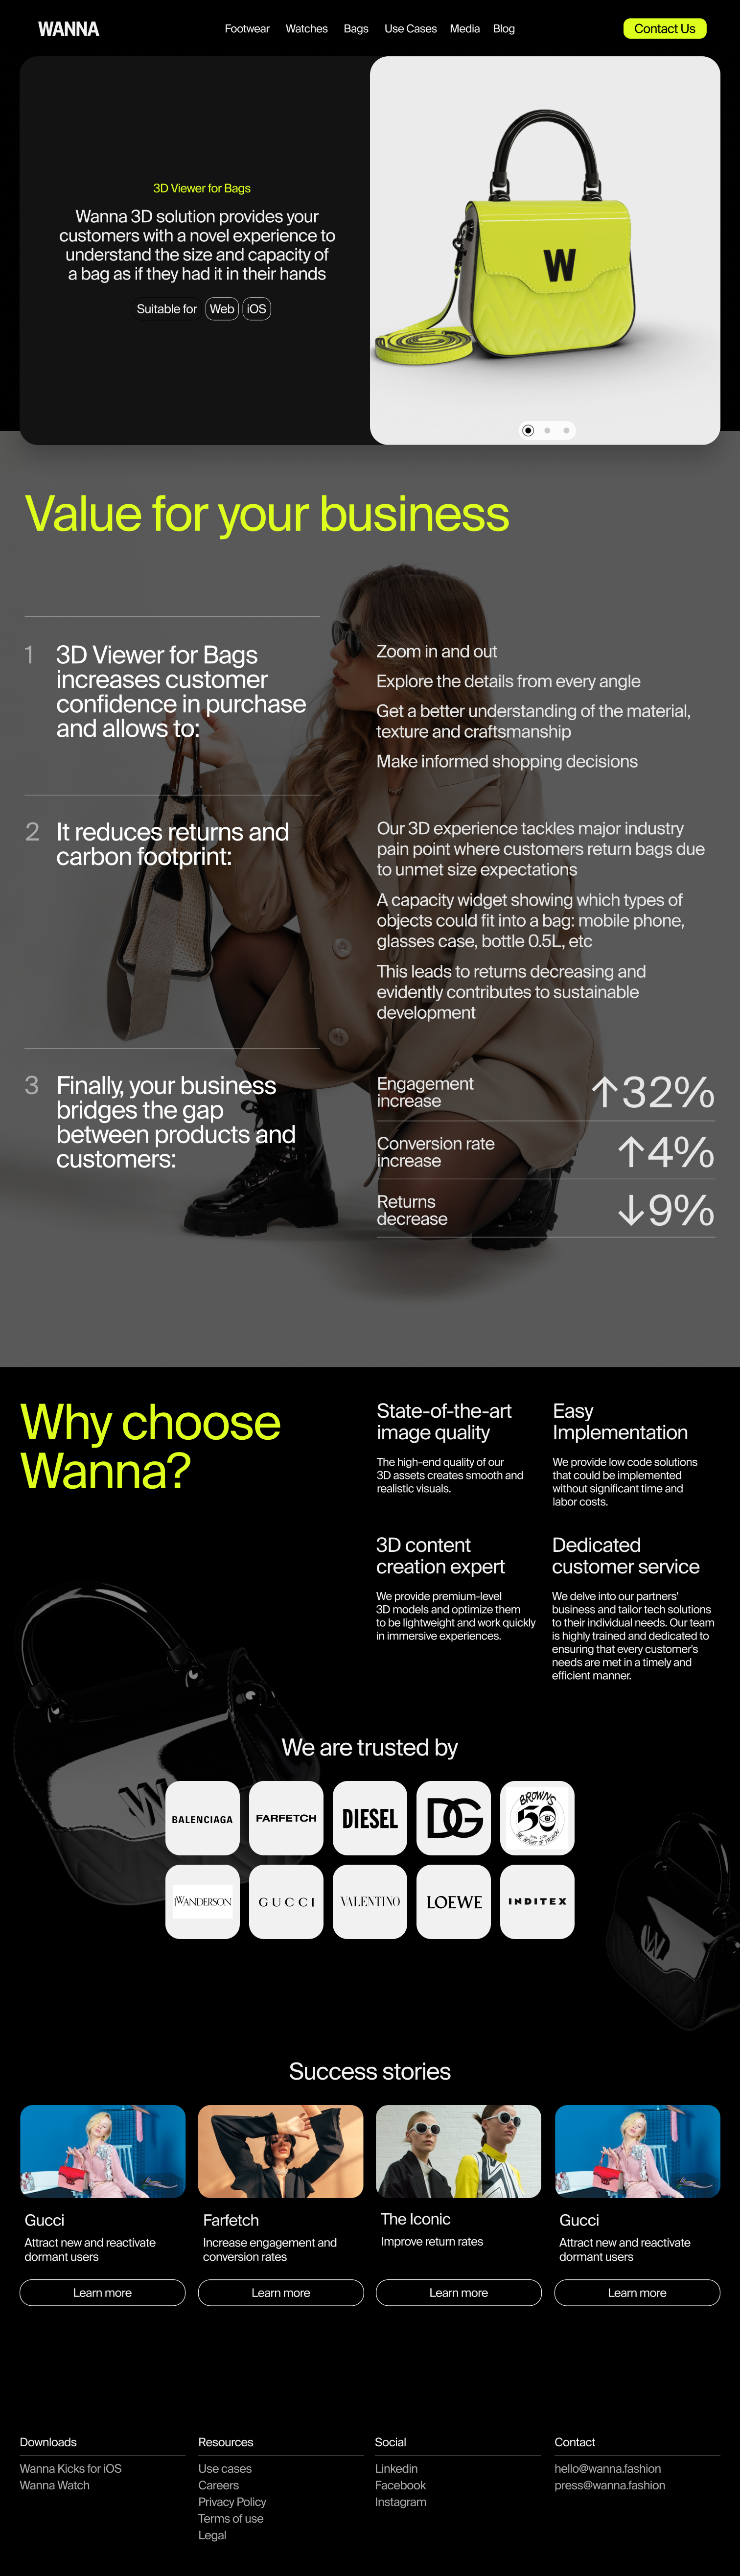 WANNA
Footwear Watches Bags Use Cases Media Blog
Contact Us
3D Viewer for Bags
Wanna 3D solution provides your
customers with a novel experience to
understand the size and capacity of
a bag as if they had it in their hands
Suitable for Web iOS
W
Value for your business
1
3D Viewer for Bags
increases customer
confidence in purchase
and allows to:
Zoom in and out
Explore the details from every angle
Get a better understanding of the material,
texture and craftsmanship
Make informed shopping decisions
2
It reduces returns and
carbon footprint:
Our 3D experience tackles major industry
pain point where customers return bags due
to unmet size expectations
A capacity widget showing which types of
objects could fit into a bag: mobile phone,
glasses case, bottle 0.5L, etc
This leads to returns decreasing and
evidently contributes to sustainable
development
3
Finally, your business
bridges the gap
between products and
customers:
Engagement
increase
↑32%
Conversion rate
increase
↑4%
Returns
decrease
↓9%
Why choose
Wanna?
State-of-the-art
image quality
The high-end quality of our
3D assets creates smooth and
realistic visuals.
Easy
Implementation
We provide low code solutions
that could be implemented
without significant time and
labor costs.
3D content
creation expert
We provide premium-level
3D models and optimize them
to be lightweight and work quickly
in immersive experiences.
Dedicated
customer service
We delve into our partners'
business and tailor tech solutions
to their individual needs. Our team
is highly trained and dedicated to
ensuring that every customer's
needs are met in a timely and
efficient manner.
W
We are trusted by
BALENCIAGA
FARFETCH
DIESEL
DG
BROWNS
50
THE HEIGHT OF FASHION
JWANDERSON
GUCCI
VALENTINO
LOEWE
INDITEX
W
Success stories
Gucci
Attract new and reactivate
dormant users
Learn more
Farfetch
Increase engagement and
conversion rates
Learn more
The Iconic
Improve return rates
Learn more
Gucci
Attract new and reactivate
dormant users
Learn more
Downloads
Wanna Kicks for iOS
Wanna Watch
Resources
Use cases
Careers
Privacy Policy
Terms of use
Legal
Social
Linkedin
Facebook
Instagram
Contact
hello@wanna.fashion
press@wanna.fashion